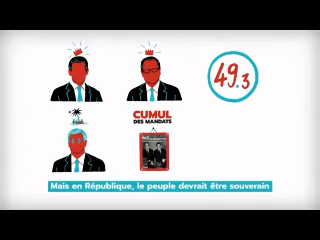 49.3
CUMUL
DES MANDATS
Mais en République, le peuple devrait être souverain